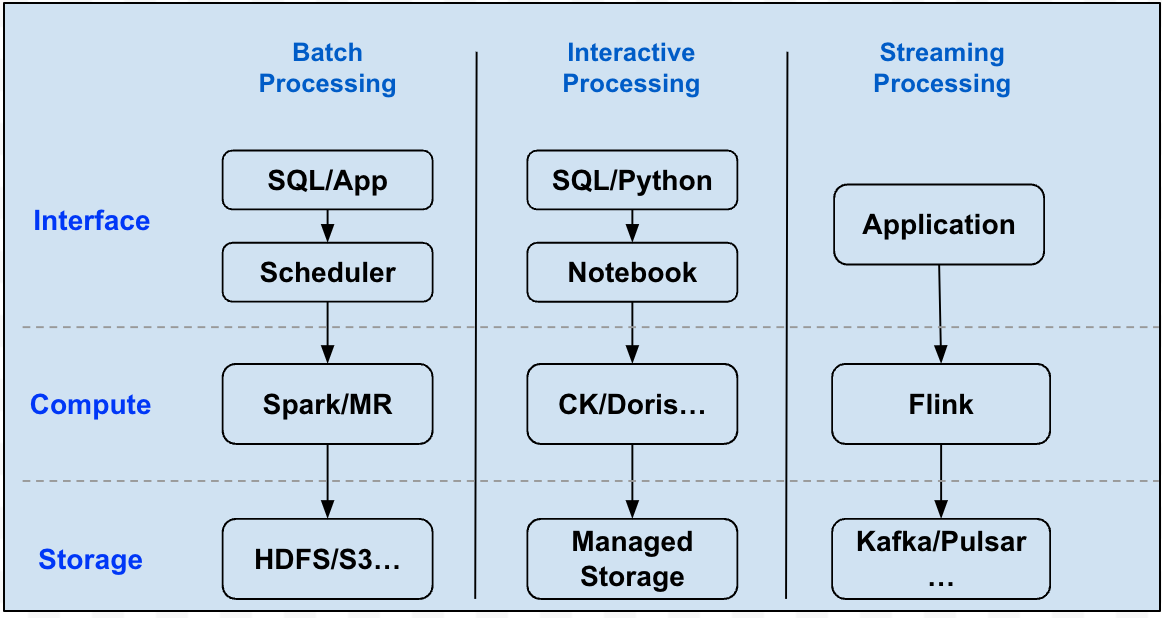 Batch
Processing
Interactive
Processing
Streaming
Processing
Interface
SQL/App
Scheduler
SQL/Python
Notebook
Application
Compute
Spark/MR
CK/Doris…
Flink
Storage
HDFS/S3…
Managed
Storage
Kafka/Pulsar
…